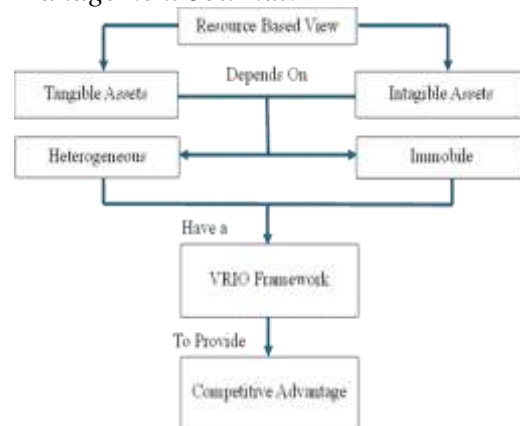 Resource Based View
Depends On
Tangible Assets
Intagible Assets
Heterogeneous
Immobile
Have a
VRIO Framework
To Provide
Competitive Advantage